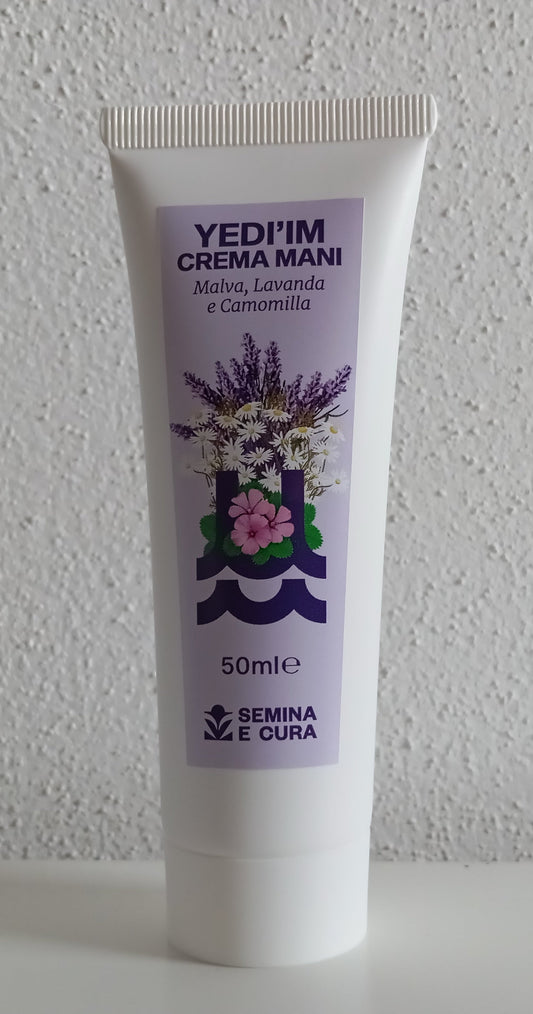 YEDI'IM
CREMA MANI
Malva, Lavanda
e Camomilla
50ml℮
SEMINA
E CURA